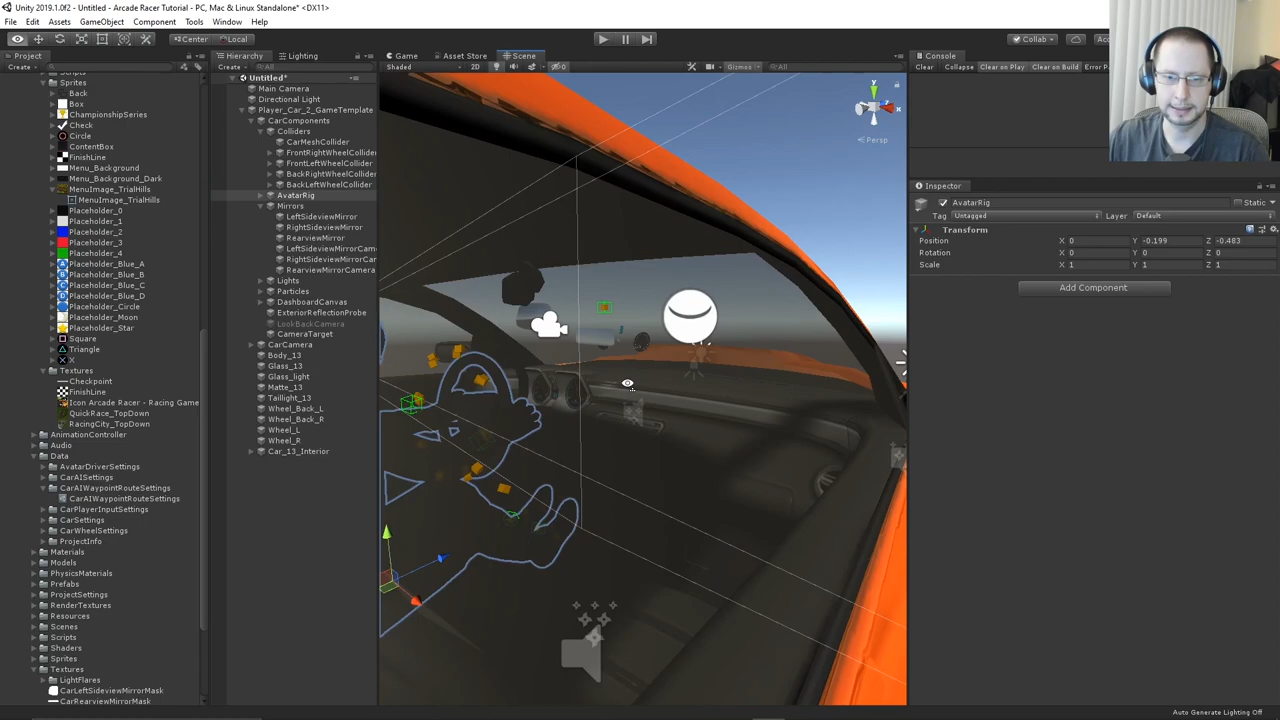 Unity 2019.1.0f2 - Untitled - Arcade Racer Tutorial - PC, Mac & Linux Standalone* <DX11>
File Edit Assets GameObject Component Tools Window Help
Center Local Collab
Project Hierarchy Lighting Game Asset Store Scene Console
Create Create All Shaded 2D 0 Gizmos All Clear Collapse Clear on Play Clear on Build
Scripts
Sprites
Back
Box
ChampionshipSeries
Check
Circle
ContentBox
FinishLine
Menu_Background
Menu_Background_Dark
MenuImage_TrialHills
MenuImage_TrialHills
Placeholder_0
Placeholder_1
Placeholder_2
Placeholder_3
Placeholder_4
Placeholder_Blue_A
Placeholder_Blue_B
Placeholder_Blue_C
Placeholder_Blue_D
Placeholder_Circle
Placeholder_Moon
Placeholder_Star
Square
Triangle
X
Textures
Checkpoint
FinishLine
Icon Arcade Racer - Racing Game
QuickRace_TopDown
RacingCity_TopDown
AnimationController
Audio
Data
AvatarDriverSettings
CarAISettings
CarAIWaypointRouteSettings
CarAIWaypointRouteSettings
CarPlayerInputSettings
CarSettings
CarWheelSettings
ProjectInfo
Materials
Models
PhysicsMaterials
Prefabs
ProjectSettings
RenderTextures
Resources
Scenes
Scripts
Shaders
Sprites
Textures
LightFlares
CarLeftSideviewMirrorMask
CarRearviewMirrorMask
Untitled*
Main Camera
Directional Light
Player_Car_2_GameTemplate
CarComponents
Colliders
CarMeshCollider
FrontRightWheelCollider
FrontLeftWheelCollider
BackRightWheelCollider
BackLeftWheelCollider
AvatarRig
Mirrors
LeftSideviewMirror
RightSideviewMirror
RearviewMirror
LeftSideviewMirrorCam
RightSideviewMirrorCa
RearviewMirrorCamera
Lights
Particles
DashboardCanvas
ExteriorReflectionProbe
LookBackCamera
CameraTarget
CarCamera
Body_13
Glass_13
Glass_light
Matte_13
Taillight_13
Wheel_Back_L
Wheel_Back_R
Wheel_L
Wheel_R
Car_13_Interior
y
x
Persp
Inspector
AvatarRig Static
Tag Untagged Layer Default
Transform
Position X 0 Y -0.199 Z -0.483
Rotation X 0 Y 0 Z 0
Scale X 1 Y 1 Z 1
Add Component
Auto Generate Lighting Off